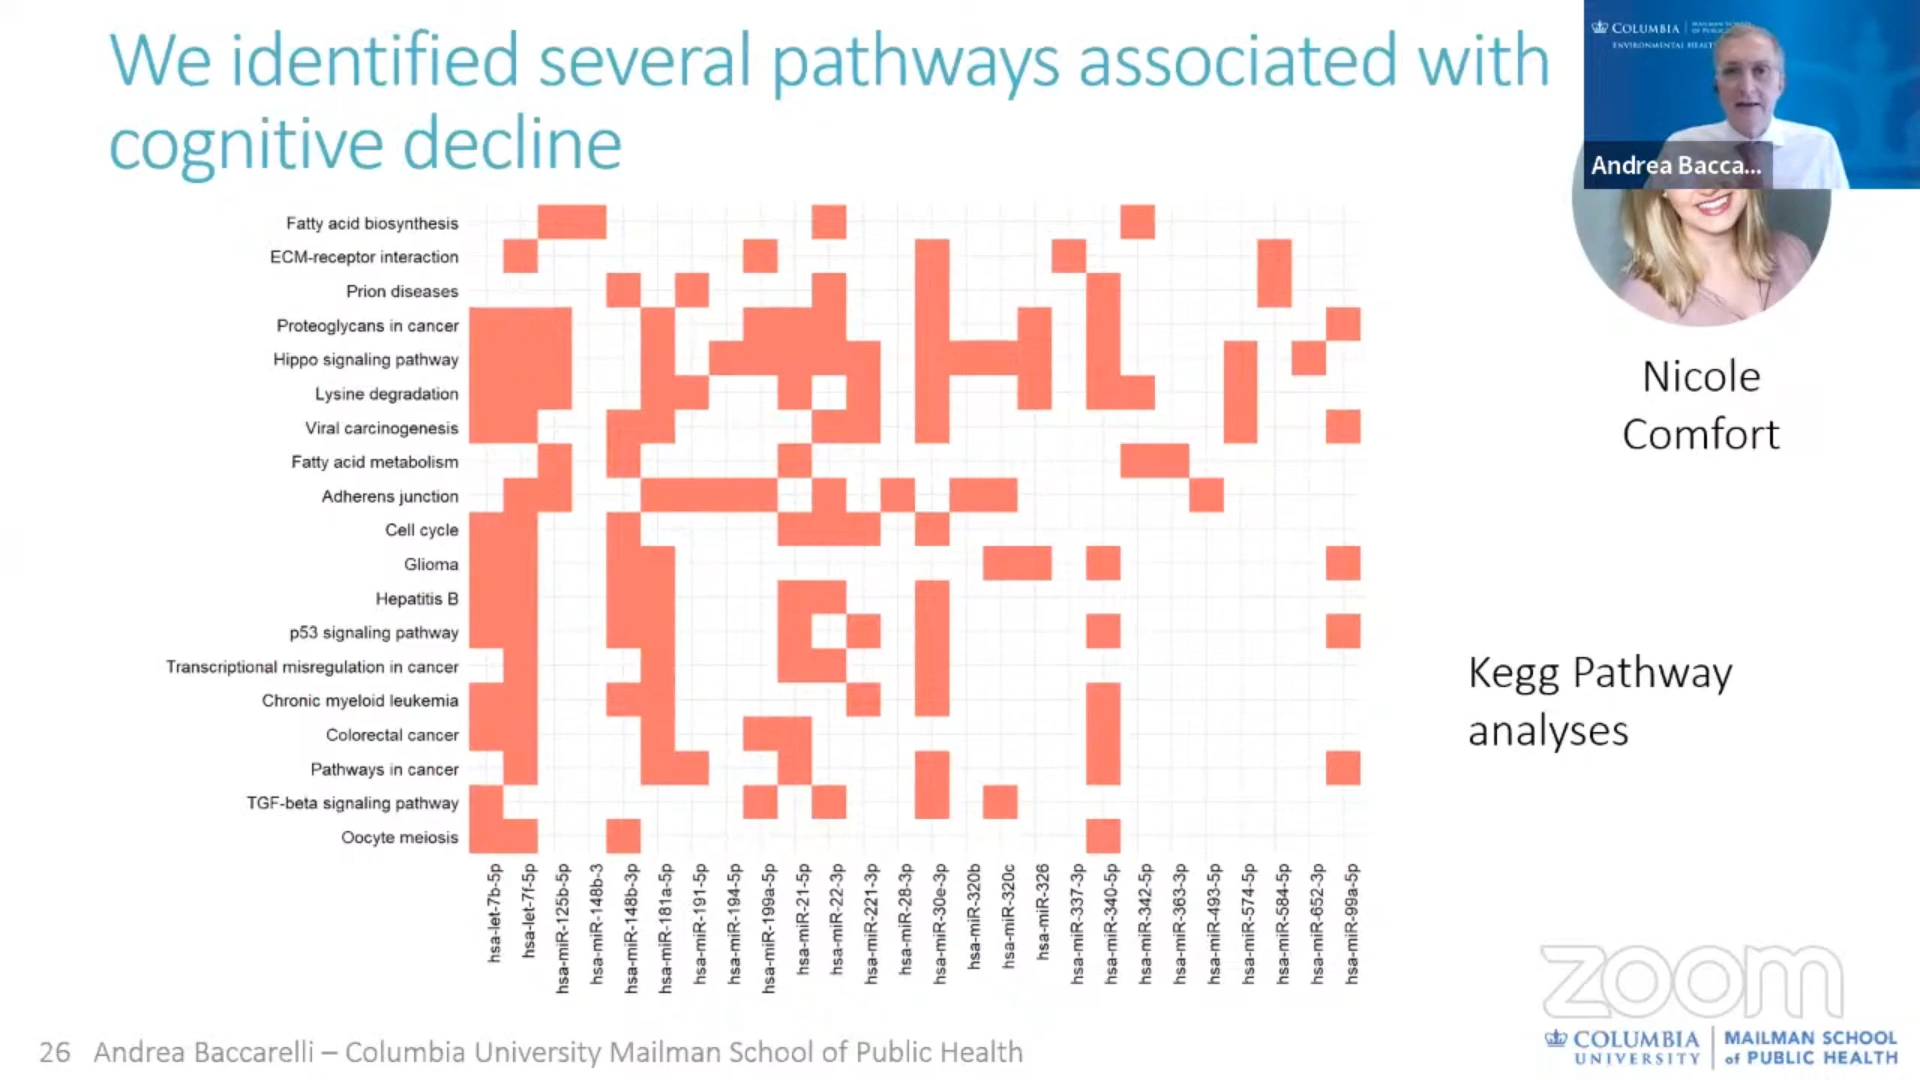 We identified several pathways associated with
cognitive decline
COLUMBIA
ENVIRONMENTAL
Andrea Bacca...
Nicole
Comfort
Kegg Pathway
analyses
Fatty acid biosynthesis
ECM-receptor interaction
Prion diseases
Proteoglycans in cancer
Hippo signaling pathway
Lysine degradation
Viral carcinogenesis
Fatty acid metabolism
Adherens junction
Cell cycle
Glioma
Hepatitis B
p53 signaling pathway
Transcriptional misregulation in cancer
Chronic myeloid leukemia
Colorectal cancer
Pathways in cancer
TGF-beta signaling pathway
Oocyte meiosis
hsa-let-7b-5p
hsa-let-7f-5p
hsa-miR-125b-5p
hsa-miR-148b-3
hsa-miR-148b-3p
hsa-miR-181a-5p
hsa-miR-191-5p
hsa-miR-194-5p
hsa-miR-199a-5p
hsa-miR-21-5p
hsa-miR-22-3p
hsa-miR-221-3p
hsa-miR-28-3p
hsa-miR-30e-3p
hsa-miR-320b
hsa-miR-320c
hsa-miR-326
hsa-miR-337-3p
hsa-miR-340-5p
hsa-miR-342-5p
hsa-miR-363-3p
hsa-miR-493-5p
hsa-miR-574-5p
hsa-miR-584-5p
hsa-miR-652-3p
hsa-miR-99a-5p
zoom
26 Andrea Baccarelli – Columbia University Mailman School of Public Health
COLUMBIA
UNIVERSITY
MAILMAN SCHOOL
of PUBLIC HEALTH